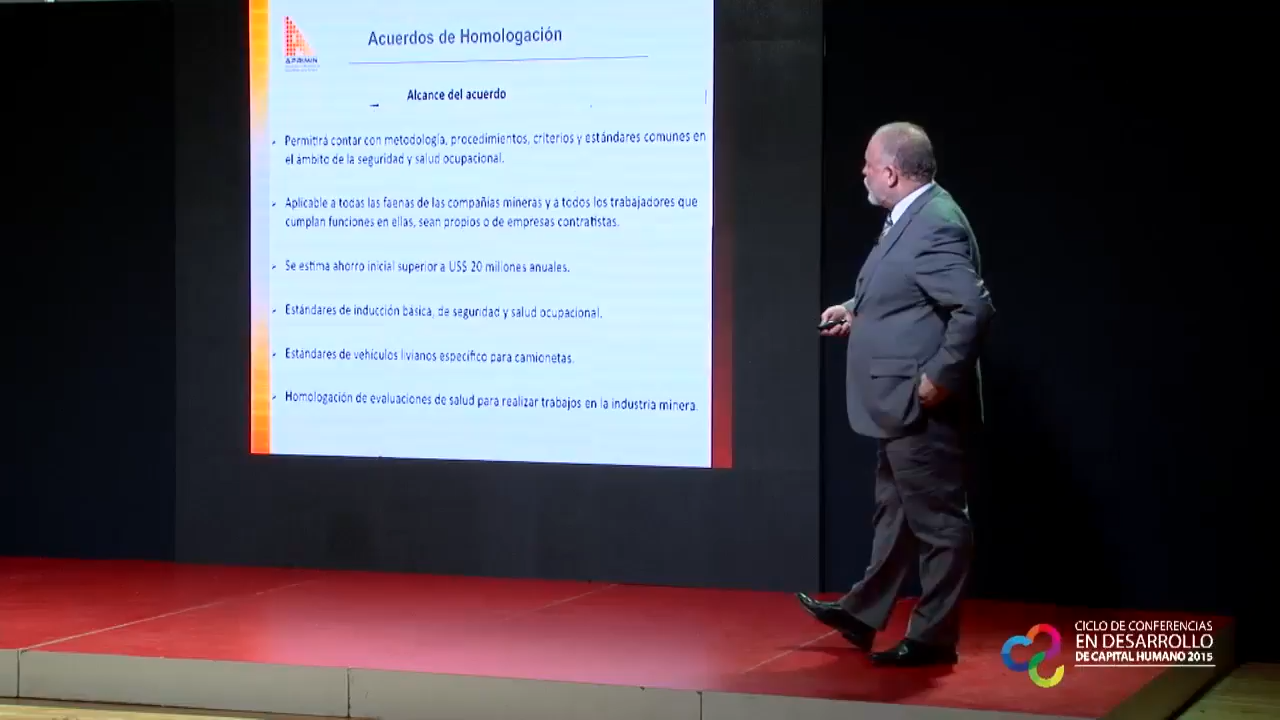 Acuerdos de Homologación
APRIMIN
Alcance del acuerdo
Permitirá contar con metodología, procedimientos, criterios y estándares comunes en
el ámbito de la seguridad y salud ocupacional.
Aplicable a todas las faenas de las compañias mineras y a todos los trabajadores que
cumplan funciones en ellas, sean propios o de empresas contratistas.
Se estima ahorro inicial superior a US$ 20 millones anuales.
Estándares de inducción básica, de seguridad y salud ocupacional.
Estándares de vehículos livianos especifico para camionetas.
Homologación de evaluaciones de salud para realizar trabajos en la industria minera.
CICLO DE CONFERENCIAS
EN DESARROLLO
DE CAPITAL HUMANO 2015